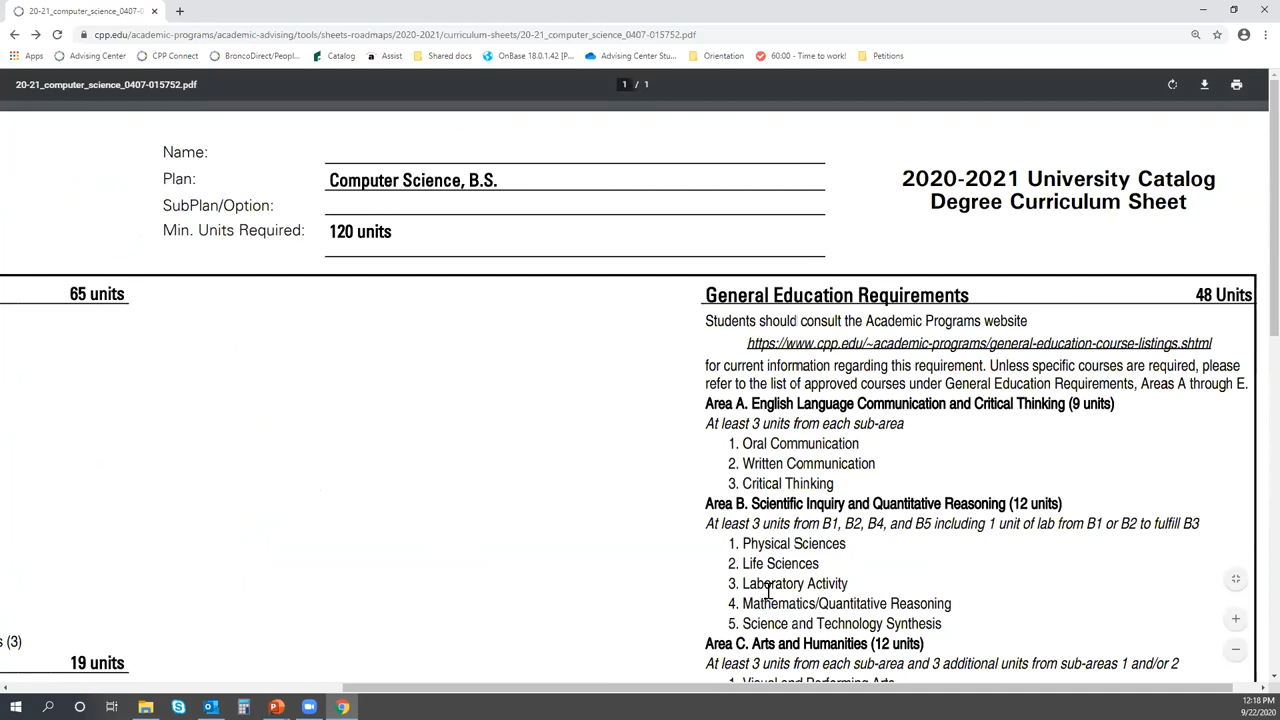 20-21_computer_science_0407-0
cpp.edu/academic-programs/academic-advising/tools/sheets-roadmaps/2020-2021/curriculum-sheets/20-21_computer_science_0407-015752.pdf
Apps Advising Center CPP Connect BroncoDirect/Peopl... Catalog Assist Shared docs OnBase 18.0.1.42 [P... Advising Center Stu... Orientation 60:00 - Time to work! Petitions
20-21_computer_science_0407-015752.pdf 1 / 1
Name:
Plan: Computer Science, B.S.
SubPlan/Option:
Min. Units Required: 120 units
2020-2021 University Catalog
Degree Curriculum Sheet
65 units
General Education Requirements 48 Units
Students should consult the Academic Programs website
https://www.cpp.edu/~academic-programs/general-education-course-listings.shtml
for current information regarding this requirement. Unless specific courses are required, please
refer to the list of approved courses under General Education Requirements, Areas A through E.
Area A. English Language Communication and Critical Thinking (9 units)
At least 3 units from each sub-area
1. Oral Communication
2. Written Communication
3. Critical Thinking
Area B. Scientific Inquiry and Quantitative Reasoning (12 units)
At least 3 units from B1, B2, B4, and B5 including 1 unit of lab from B1 or B2 to fulfill B3
1. Physical Sciences
2. Life Sciences
3. Laboratory Activity
4. Mathematics/Quantitative Reasoning
5. Science and Technology Synthesis
Area C. Arts and Humanities (12 units)
At least 3 units from each sub-area and 3 additional units from sub-areas 1 and/or 2
1. Visual and Performing Arts
s (3)
19 units
12:18 PM
9/22/2020